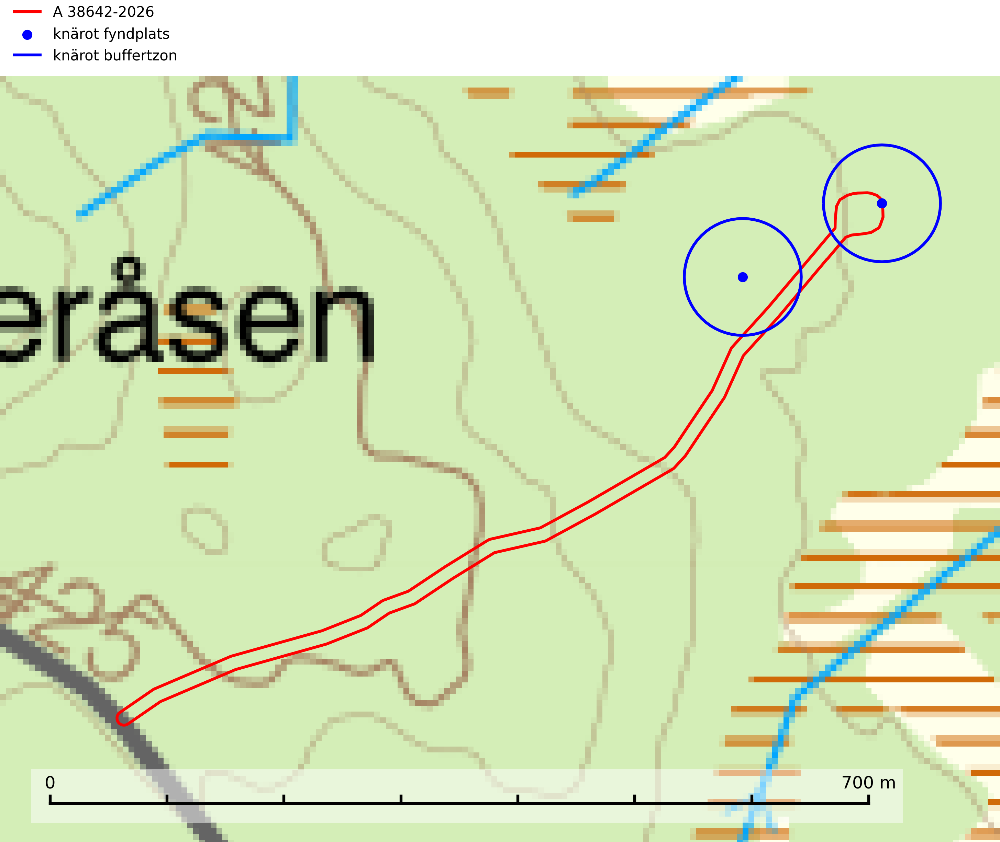 A 38642-2026
knärot fyndplats
knärot buffertzon
eråsen
0 700 m